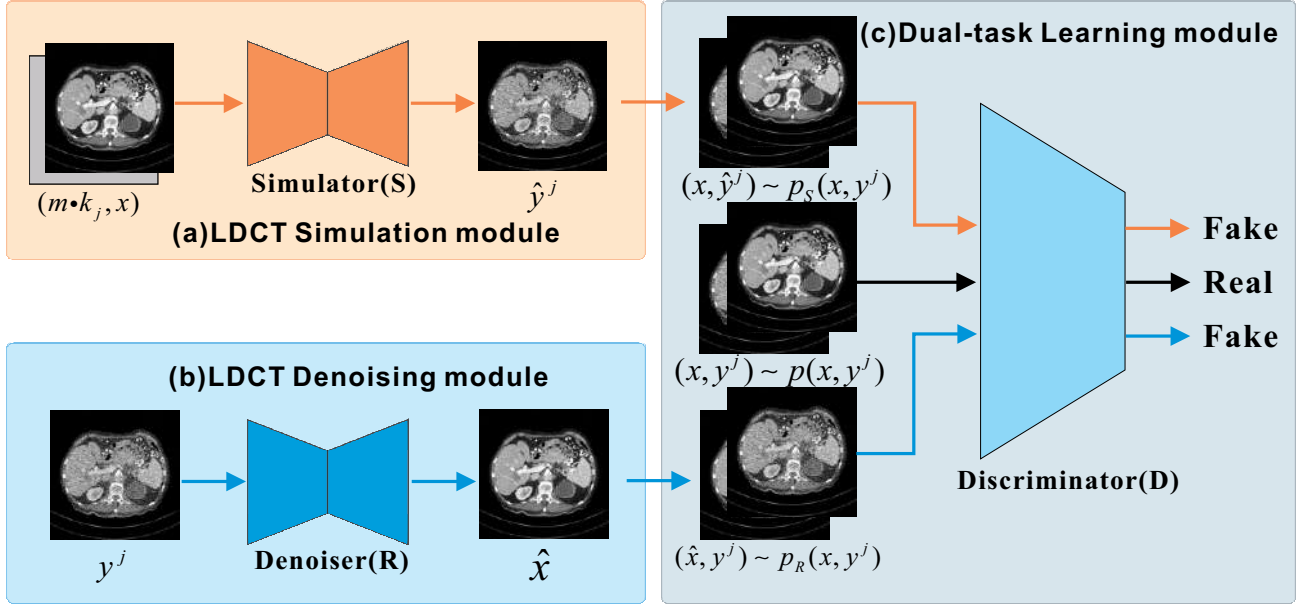 (m•k_j, x)
Simulator(S)
ŷ^j
(a)LDCT Simulation module
(b)LDCT Denoising module
y^j
Denoiser(R)
x̂
(c)Dual-task Learning module
(x, ŷ^j) ~ p_S(x, y^j)
(x, y^j) ~ p(x, y^j)
(x̂, y^j) ~ p_R(x, y^j)
Discriminator(D)
Fake
Real
Fake